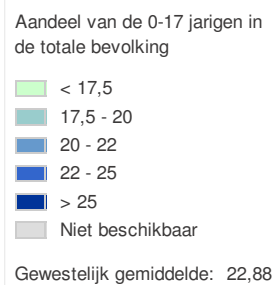 Aandeel van de 0-17 jarigen in
de totale bevolking
< 17,5
17,5 - 20
20 - 22
22 - 25
> 25
Niet beschikbaar
Gewestelijk gemiddelde: 22,88